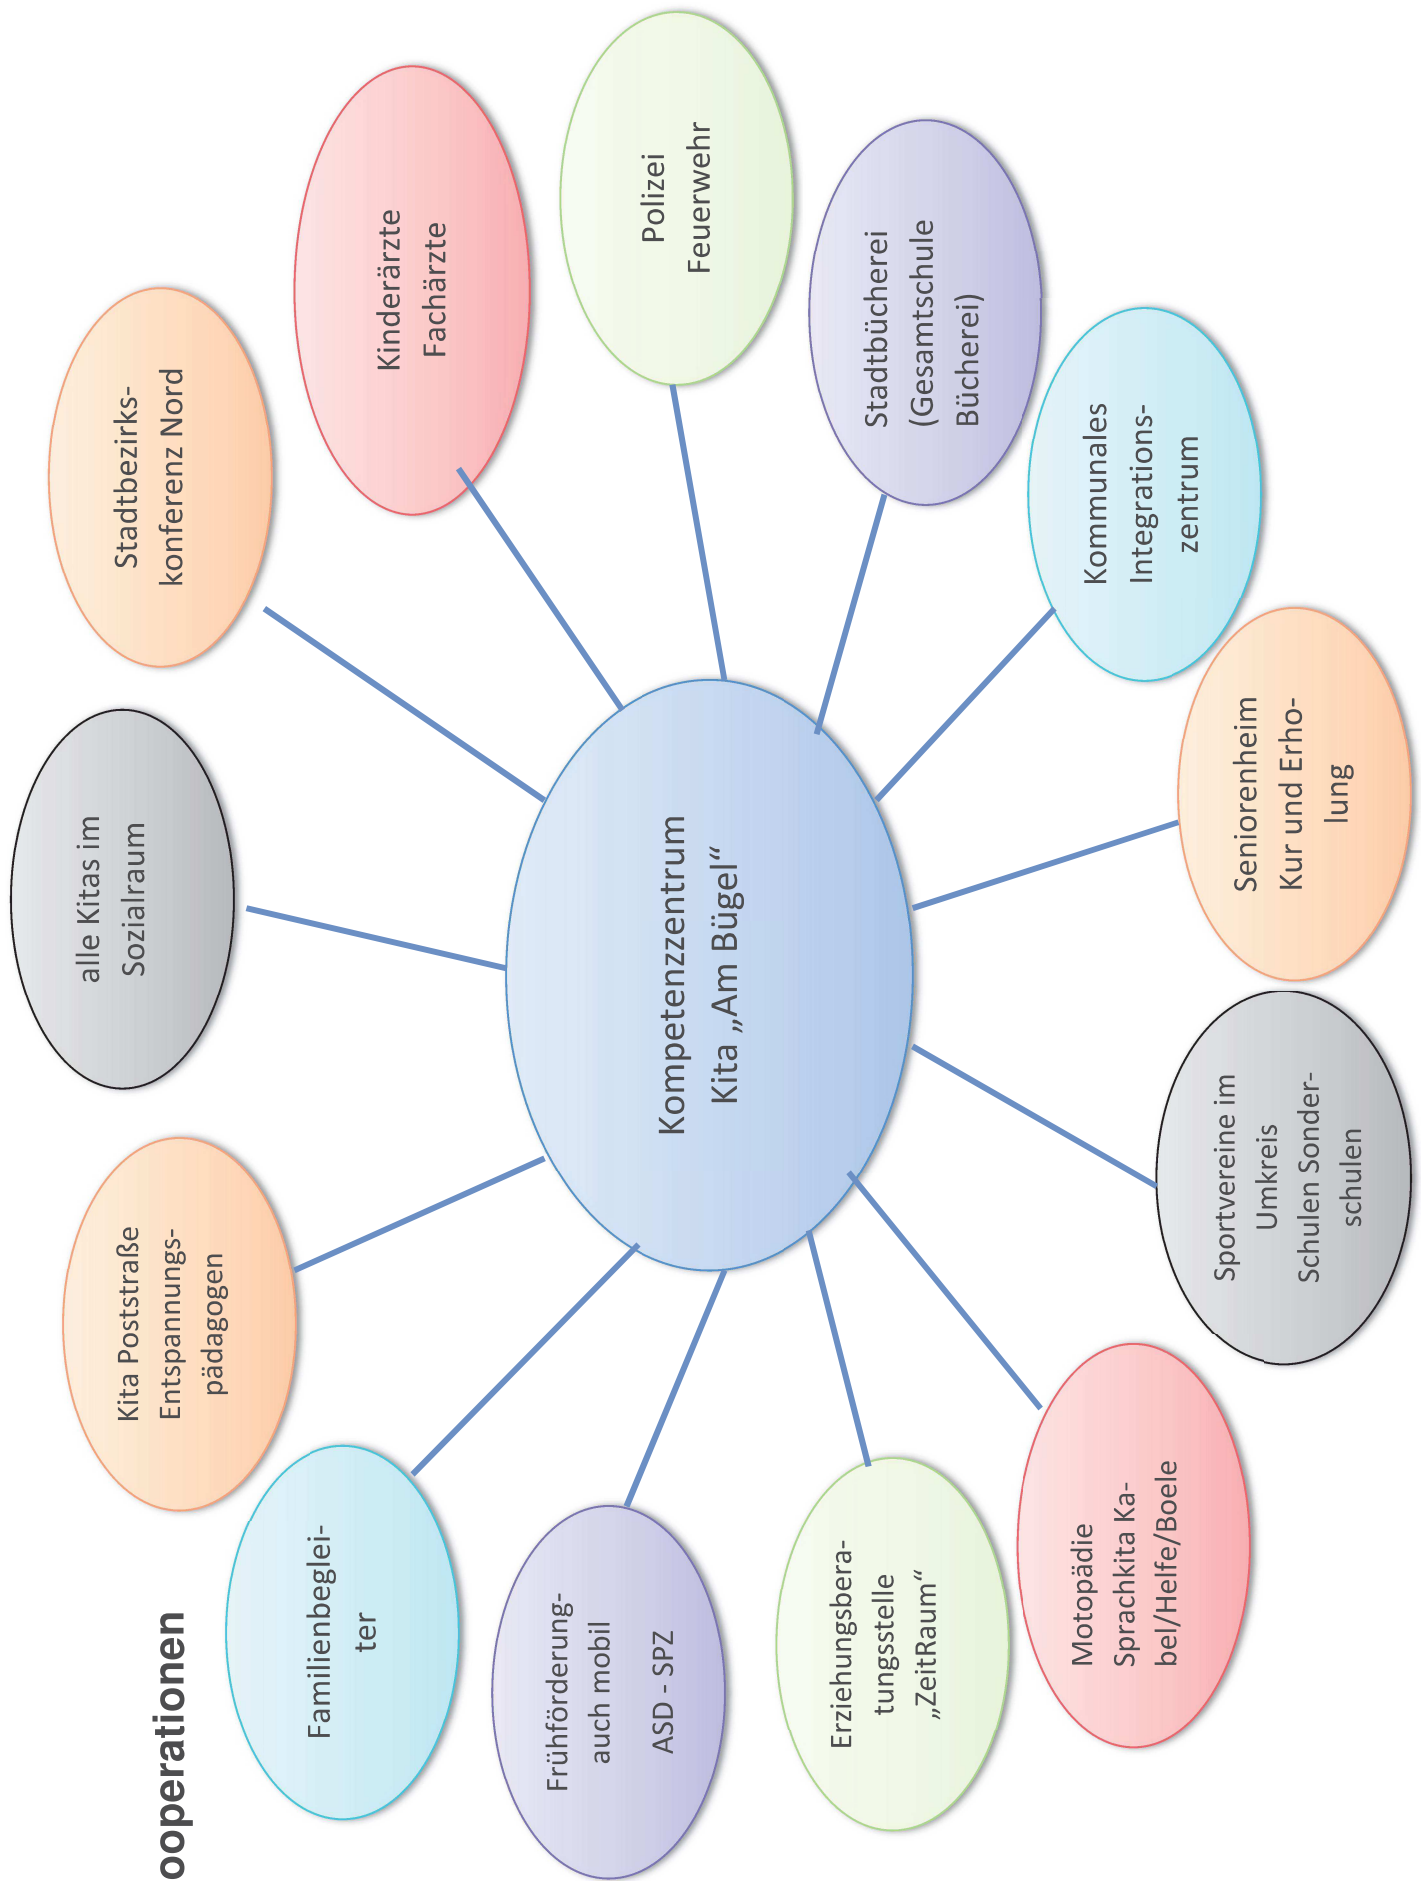 ooperationen
alle Kitas im
Sozialraum
Stadtbezirks-
konferenz Nord
Kinderärzte
Fachärzte
Polizei
Feuerwehr
Stadtbücherei
(Gesamtschule
Bücherei)
Kommunales
Integrations-
zentrum
Seniorenheim
Kur und Erho-
lung
Sportvereine im
Umkreis
Schulen Sonder-
schulen
Motopädie
Sprachkita Ka-
bel/Helfe/Boele
Erziehungsbera-
tungsstelle
„ZeitRaum“
Frühförderung-
auch mobil
ASD - SPZ
Familienbeglei-
ter
Kita Poststraße
Entspannungs-
pädagogen
Kompetenzzentrum
Kita „Am Bügel“